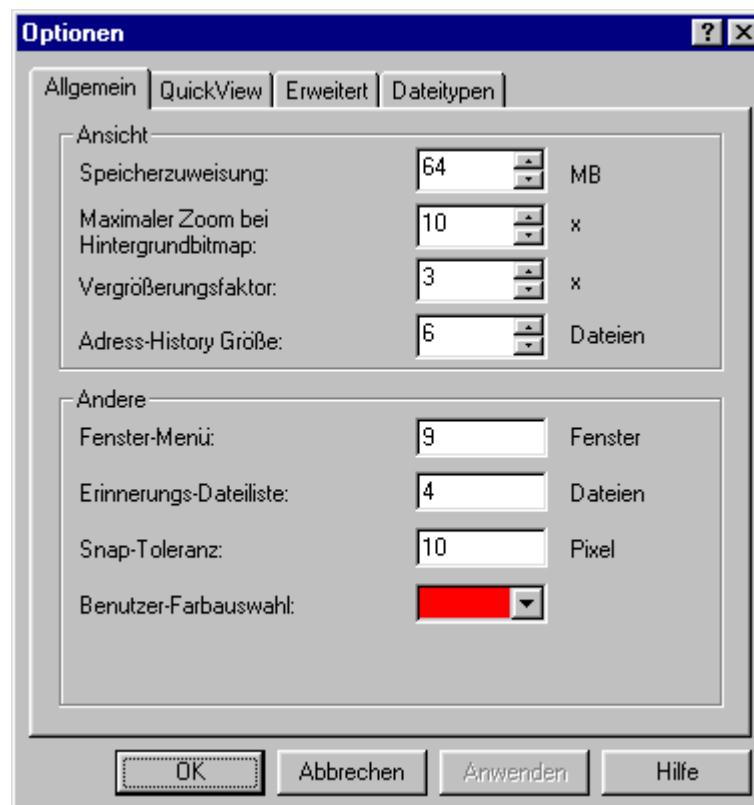 Optionen
Allgemein QuickView Erweitert Dateitypen
Ansicht
Speicherzuweisung: 64 MB
Maximaler Zoom bei
Hintergrundbitmap: 10 x
Vergrößerungsfaktor: 3 x
Adress-History Größe: 6 Dateien
Andere
Fenster-Menü: 9 Fenster
Erinnerungs-Dateiliste: 4 Dateien
Snap-Toleranz: 10 Pixel
Benutzer-Farbauswahl:
OK Abbrechen Anwenden Hilfe